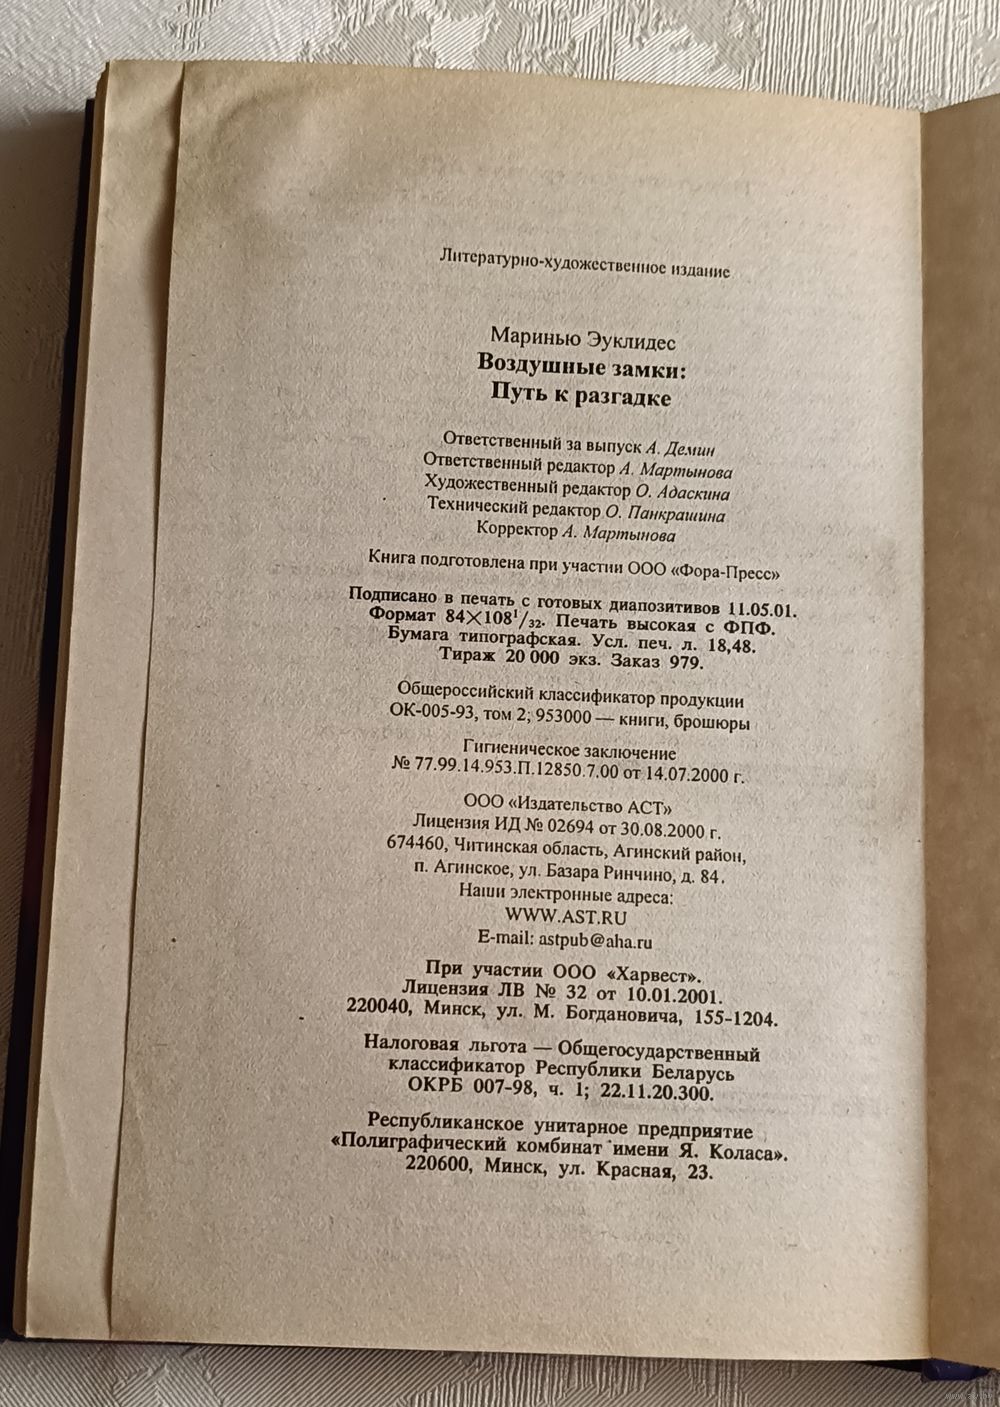 Литературно-художественное издание
Маринью Эуклидес
Воздушные замки:
Путь к разгадке
Ответственный за выпуск А. Демин
Ответственный редактор А. Мартынова
Художественный редактор О. Адаскина
Технический редактор О. Панкрашина
Корректор А. Мартынова
Книга подготовлена при участии ООО «Фора-Пресс»
Подписано в печать с готовых диапозитивов 11.05.01.
Формат 84×108¹/₃₂. Печать высокая с ФПФ.
Бумага типографская. Усл. печ. л. 18,48.
Тираж 20 000 экз. Заказ 979.
Общероссийский классификатор продукции
ОК-005-93, том 2; 953000 — книги, брошюры
Гигиеническое заключение
№ 77.99.14.953.П.12850.7.00 от 14.07.2000 г.
ООО «Издательство АСТ»
Лицензия ИД № 02694 от 30.08.2000 г.
674460, Читинская область, Агинский район,
п. Агинское, ул. Базара Ринчино, д. 84.
Наши электронные адреса:
WWW.AST.RU
E-mail: astpub@aha.ru
При участии ООО «Харвест».
Лицензия ЛВ № 32 от 10.01.2001.
220040, Минск, ул. М. Богдановича, 155-1204.
Налоговая льгота — Общегосударственный
классификатор Республики Беларусь
ОКРБ 007-98, ч. 1; 22.11.20.300.
Республиканское унитарное предприятие
«Полиграфический комбинат имени Я. Коласа».
220600, Минск, ул. Красная, 23.